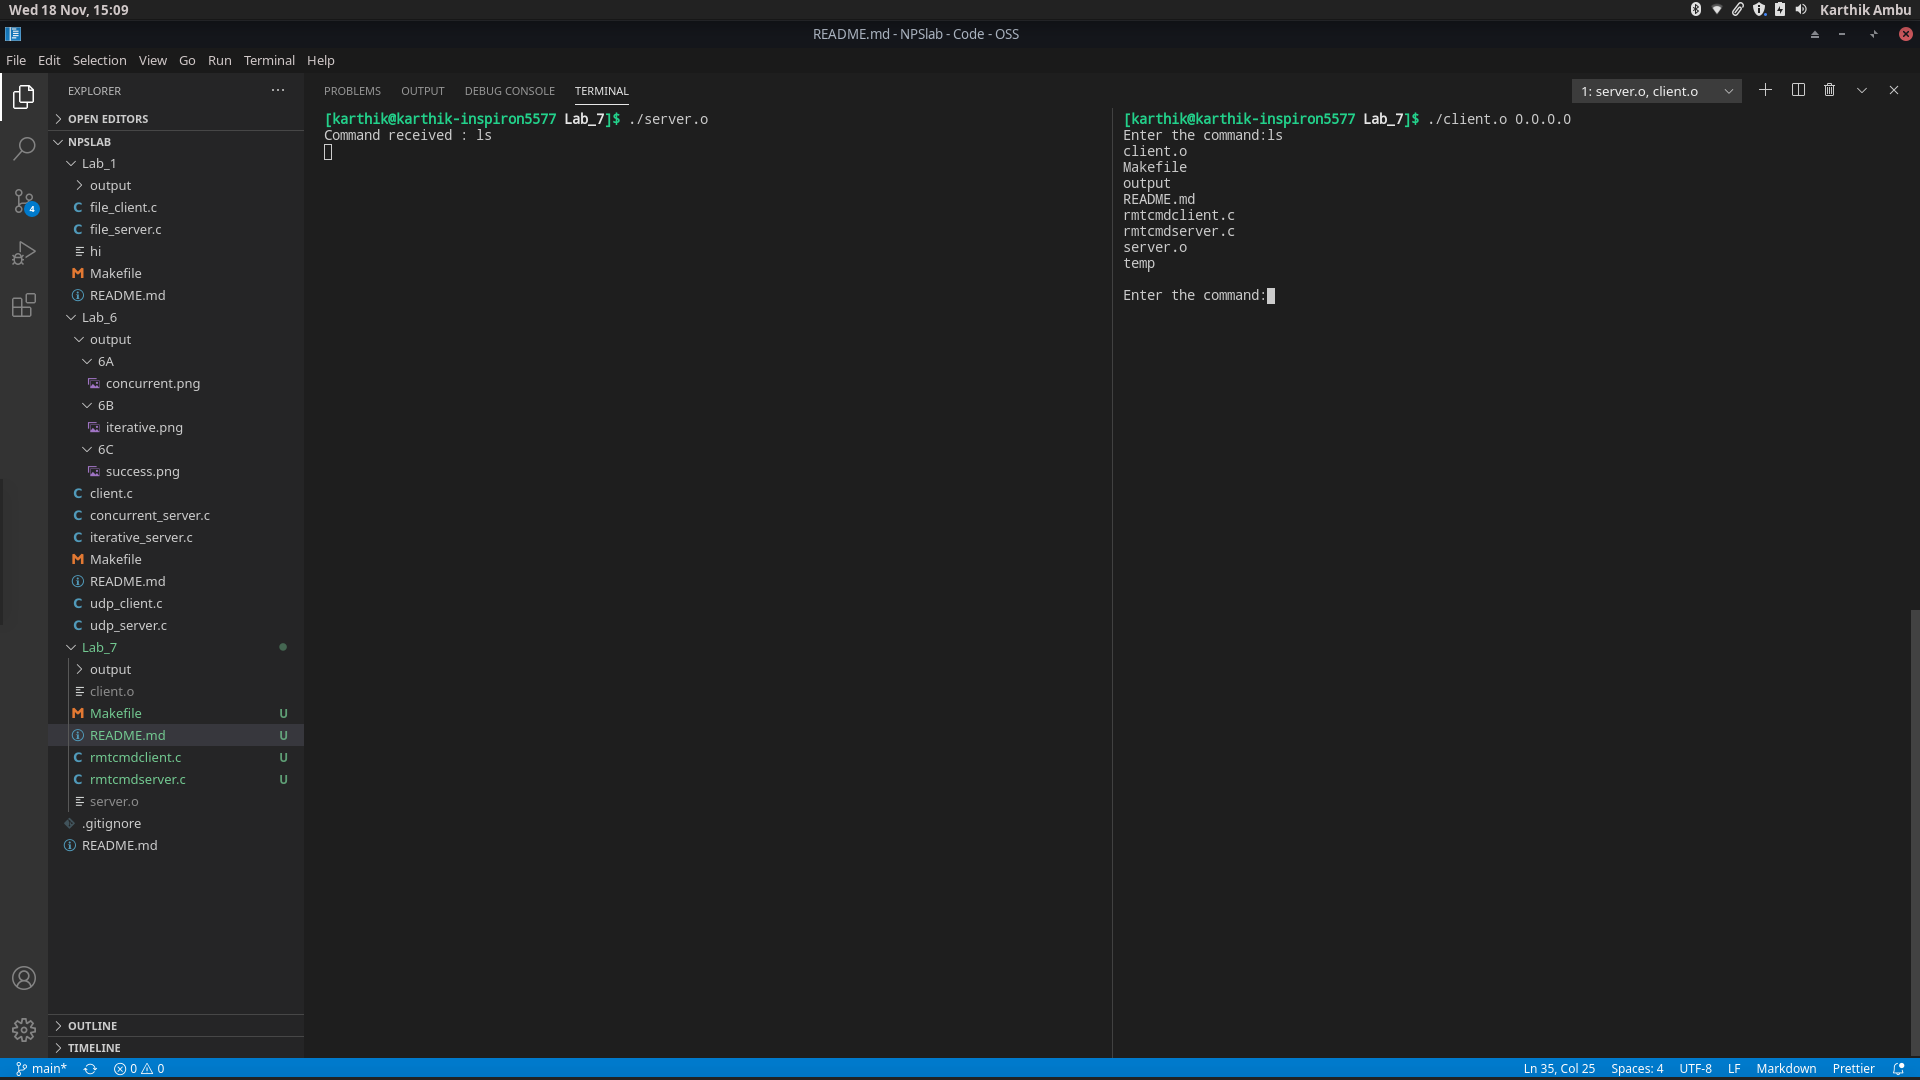 Wed 18 Nov, 15:09
Karthik Ambu
README.md - NPSlab - Code - OSS
File Edit Selection View Go Run Terminal Help
EXPLORER
OPEN EDITORS
NPSLAB
Lab_1
output
file_client.c
file_server.c
hi
Makefile
README.md
Lab_6
output
6A
concurrent.png
6B
iterative.png
6C
success.png
client.c
concurrent_server.c
iterative_server.c
Makefile
README.md
udp_client.c
udp_server.c
Lab_7
output
client.o
Makefile U
README.md U
rmtcmdclient.c U
rmtcmdserver.c U
server.o
.gitignore
README.md
OUTLINE
TIMELINE
4
PROBLEMS OUTPUT DEBUG CONSOLE TERMINAL
1: server.o, client.o
[karthik@karthik-inspiron5577 Lab_7]$ ./server.o
Command received : ls
[karthik@karthik-inspiron5577 Lab_7]$ ./client.o 0.0.0.0
Enter the command:ls
client.o
Makefile
output
README.md
rmtcmdclient.c
rmtcmdserver.c
server.o
temp
Enter the command:
main* 0 0
Ln 35, Col 25 Spaces: 4 UTF-8 LF Markdown Prettier